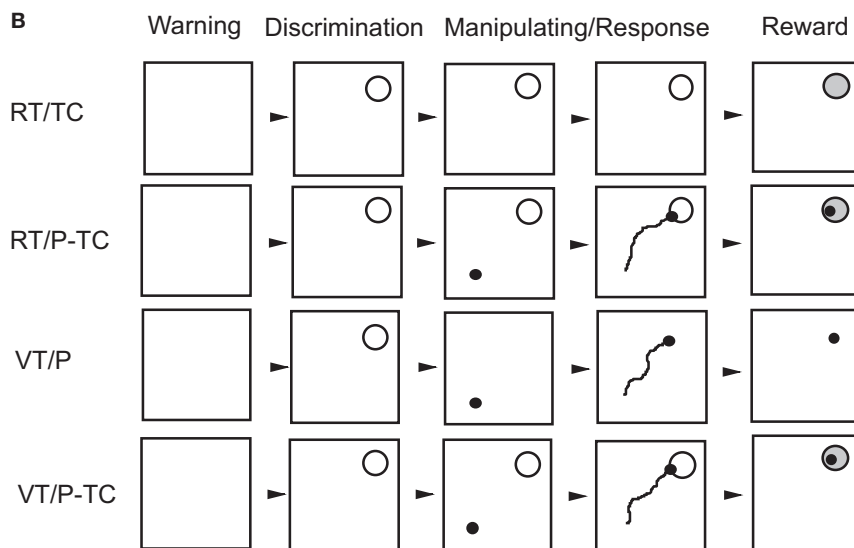 B
Warning Discrimination Manipulating/Response Reward
RT/TC
RT/P-TC
VT/P
VT/P-TC